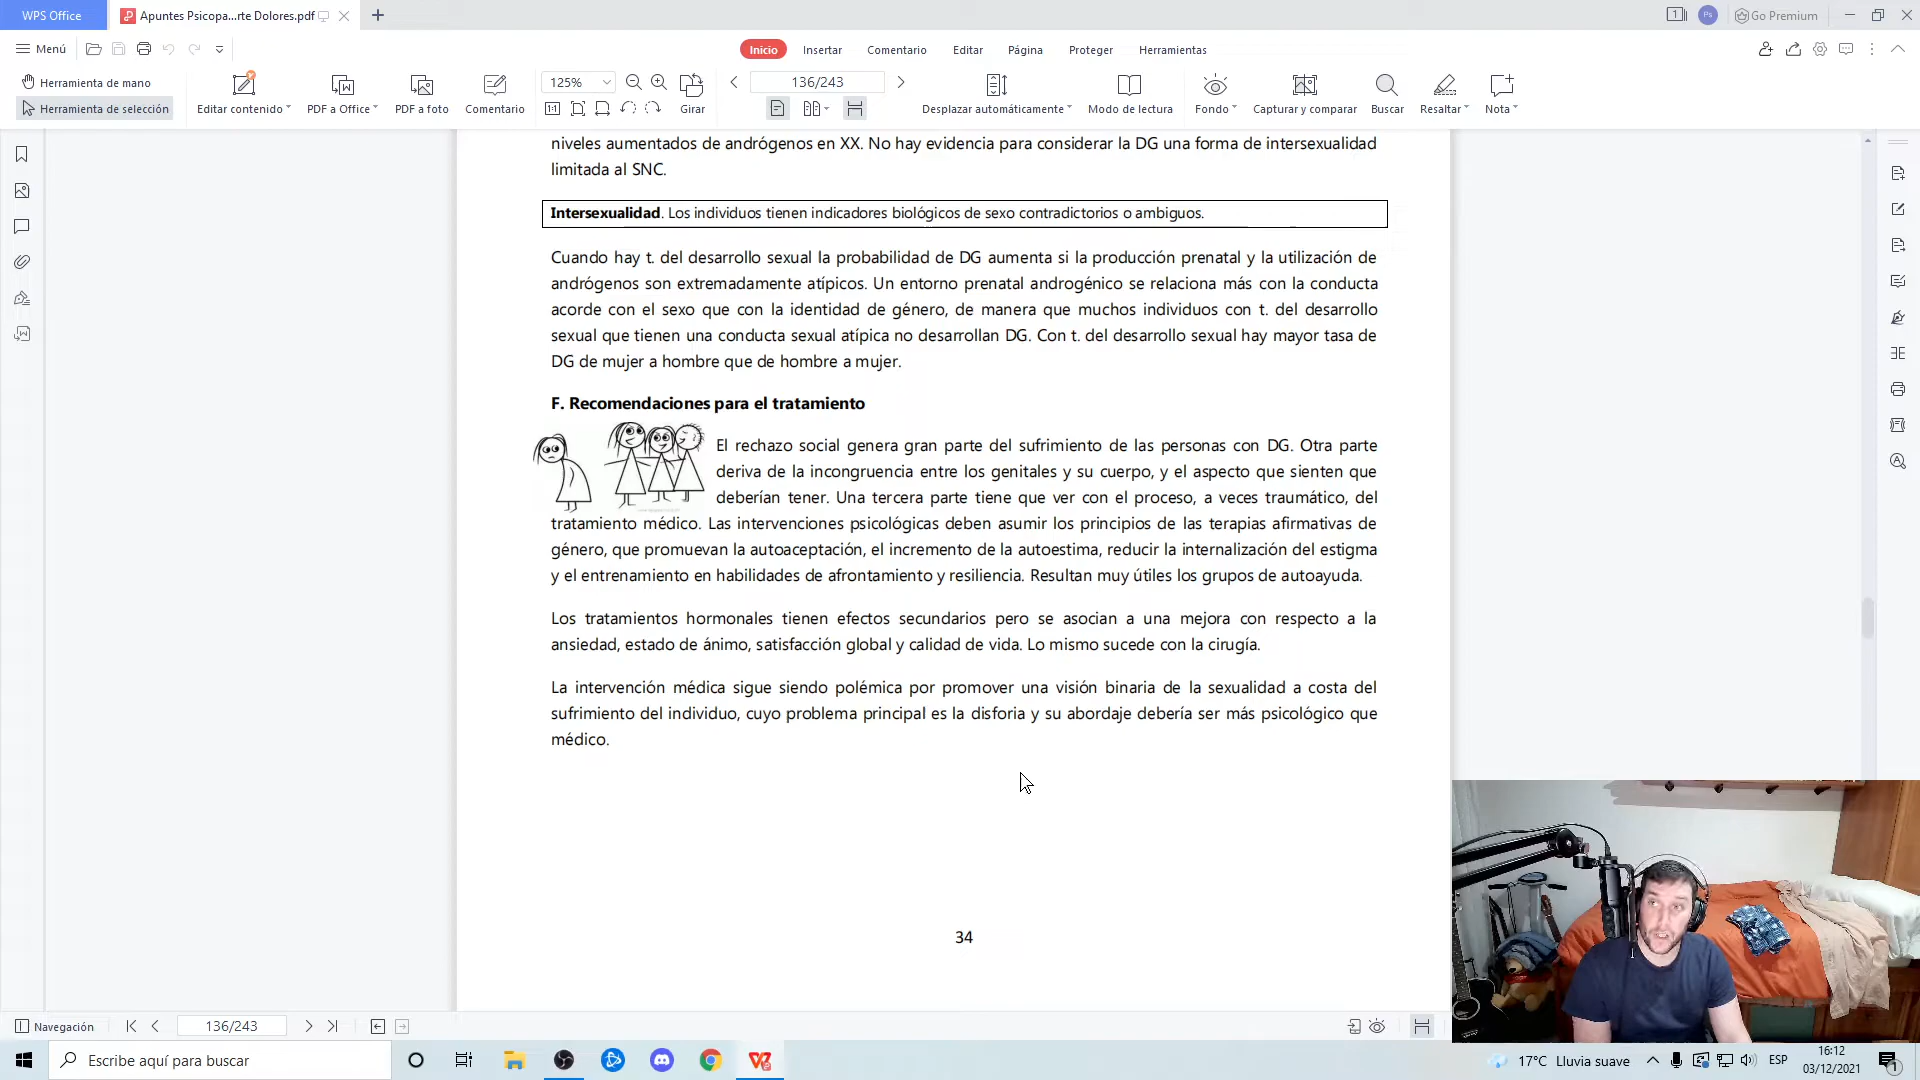 WPS Office
Apuntes Psicopa...rte Dolores.pdf
1
Ps
Go Premium
Menú
Inicio
Insertar
Comentario
Editar
Página
Proteger
Herramientas
Herramienta de mano
Herramienta de selección
Editar contenido
PDF a Office
PDF a foto
Comentario
125%
136/243
Girar
Desplazar automáticamente
Modo de lectura
Fondo
Capturar y comparar
Buscar
Resaltar
Nota
niveles aumentados de andrógenos en XX. No hay evidencia para considerar la DG una forma de intersexualidad
limitada al SNC.
Intersexualidad. Los individuos tienen indicadores biológicos de sexo contradictorios o ambiguos.
Cuando hay t. del desarrollo sexual la probabilidad de DG aumenta si la producción prenatal y la utilización de
andrógenos son extremadamente atípicos. Un entorno prenatal androgénico se relaciona más con la conducta
acorde con el sexo que con la identidad de género, de manera que muchos individuos con t. del desarrollo
sexual que tienen una conducta sexual atípica no desarrollan DG. Con t. del desarrollo sexual hay mayor tasa de
DG de mujer a hombre que de hombre a mujer.
F. Recomendaciones para el tratamiento
El rechazo social genera gran parte del sufrimiento de las personas con DG. Otra parte
deriva de la incongruencia entre los genitales y su cuerpo, y el aspecto que sienten que
deberían tener. Una tercera parte tiene que ver con el proceso, a veces traumático, del
tratamiento médico. Las intervenciones psicológicas deben asumir los principios de las terapias afirmativas de
género, que promuevan la autoaceptación, el incremento de la autoestima, reducir la internalización del estigma
y el entrenamiento en habilidades de afrontamiento y resiliencia. Resultan muy útiles los grupos de autoayuda.
Los tratamientos hormonales tienen efectos secundarios pero se asocian a una mejora con respecto a la
ansiedad, estado de ánimo, satisfacción global y calidad de vida. Lo mismo sucede con la cirugía.
La intervención médica sigue siendo polémica por promover una visión binaria de la sexualidad a costa del
sufrimiento del individuo, cuyo problema principal es la disforia y su abordaje debería ser más psicológico que
médico.
34
Navegación
136/243
Escribe aquí para buscar
17°C Lluvia suave
ESP
16:12
03/12/2021
1